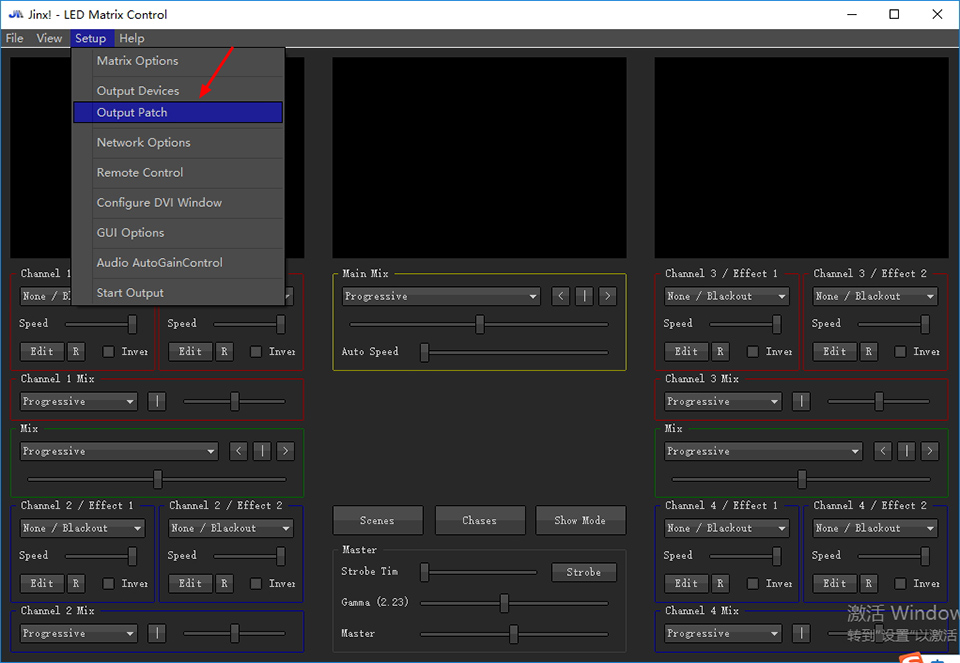 Jinx! - LED Matrix Control
File View Setup Help
Matrix Options
Output Devices
Output Patch
Network Options
Remote Control
Configure DVI Window
GUI Options
Audio AutoGainControl
Start Output
Channel 1
None / Bl
Speed Speed
Edit R Inver Edit R Inver
Channel 1 Mix
Progressive |
Mix
Progressive < | >
Channel 2 / Effect 1 Channel 2 / Effect 2
None / Blackout None / Blackout
Speed Speed
Edit R Inver Edit R Inver
Channel 2 Mix
Progressive |
Main Mix
Progressive < | >
Auto Speed
Scenes Chases Show Mode
Master
Strobe Tim Strobe
Gamma (2.23)
Master
Channel 3 / Effect 1 Channel 3 / Effect 2
None / Blackout None / Blackout
Speed Speed
Edit R Inver Edit R Inver
Channel 3 Mix
Progressive |
Mix
Progressive < | >
Channel 4 / Effect 1 Channel 4 / Effect 2
None / Blackout None / Blackout
Speed Speed
Edit R Inver Edit R Inver
Channel 4 Mix
Progressive |
激活 Window
转到"设置"以激活